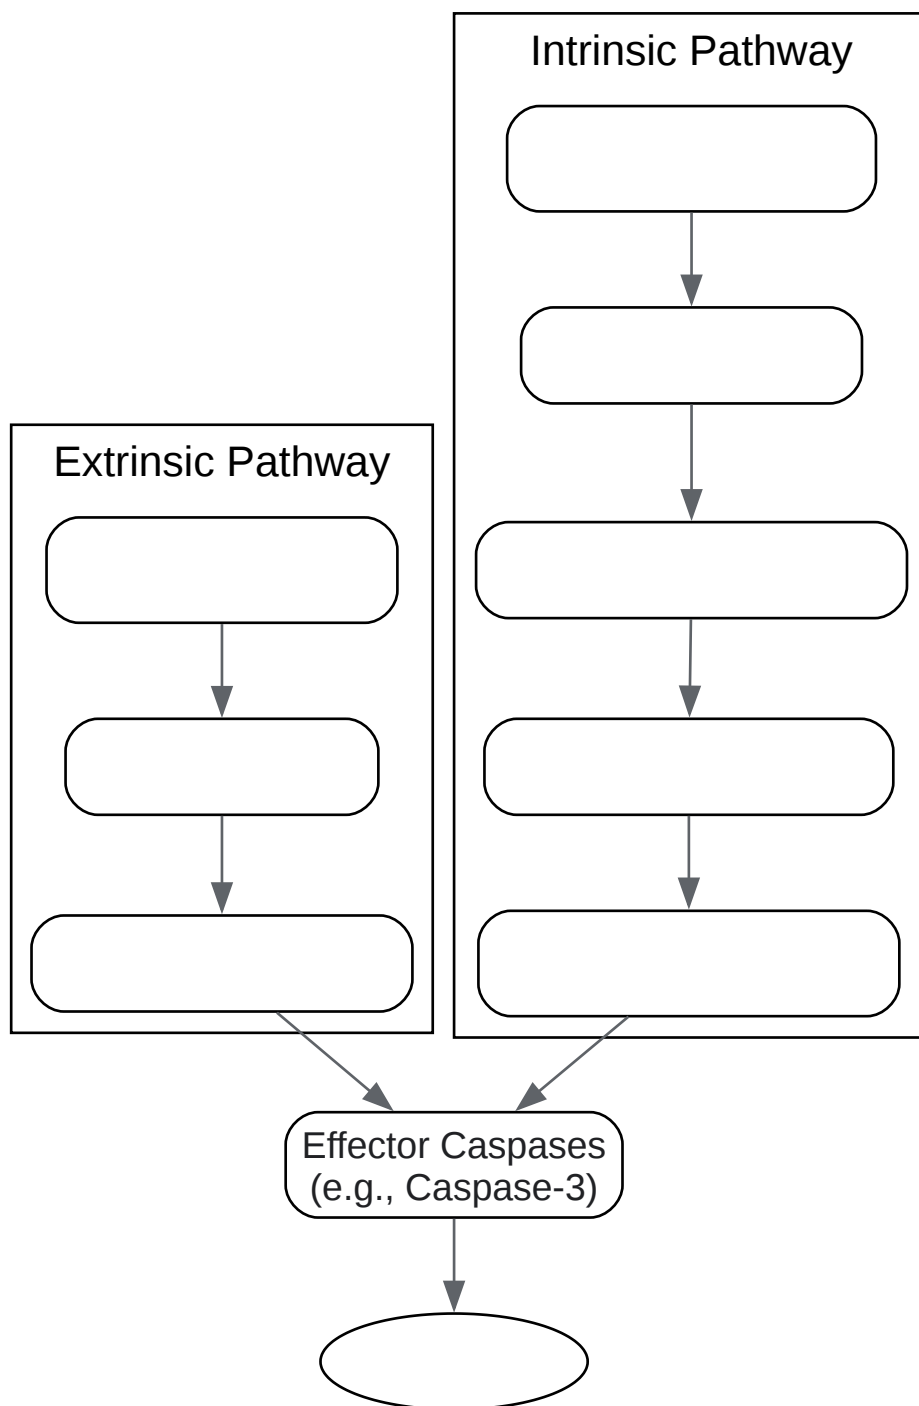 Intrinsic Pathway
Extrinsic Pathway
Effector Caspases
(e.g., Caspase-3)